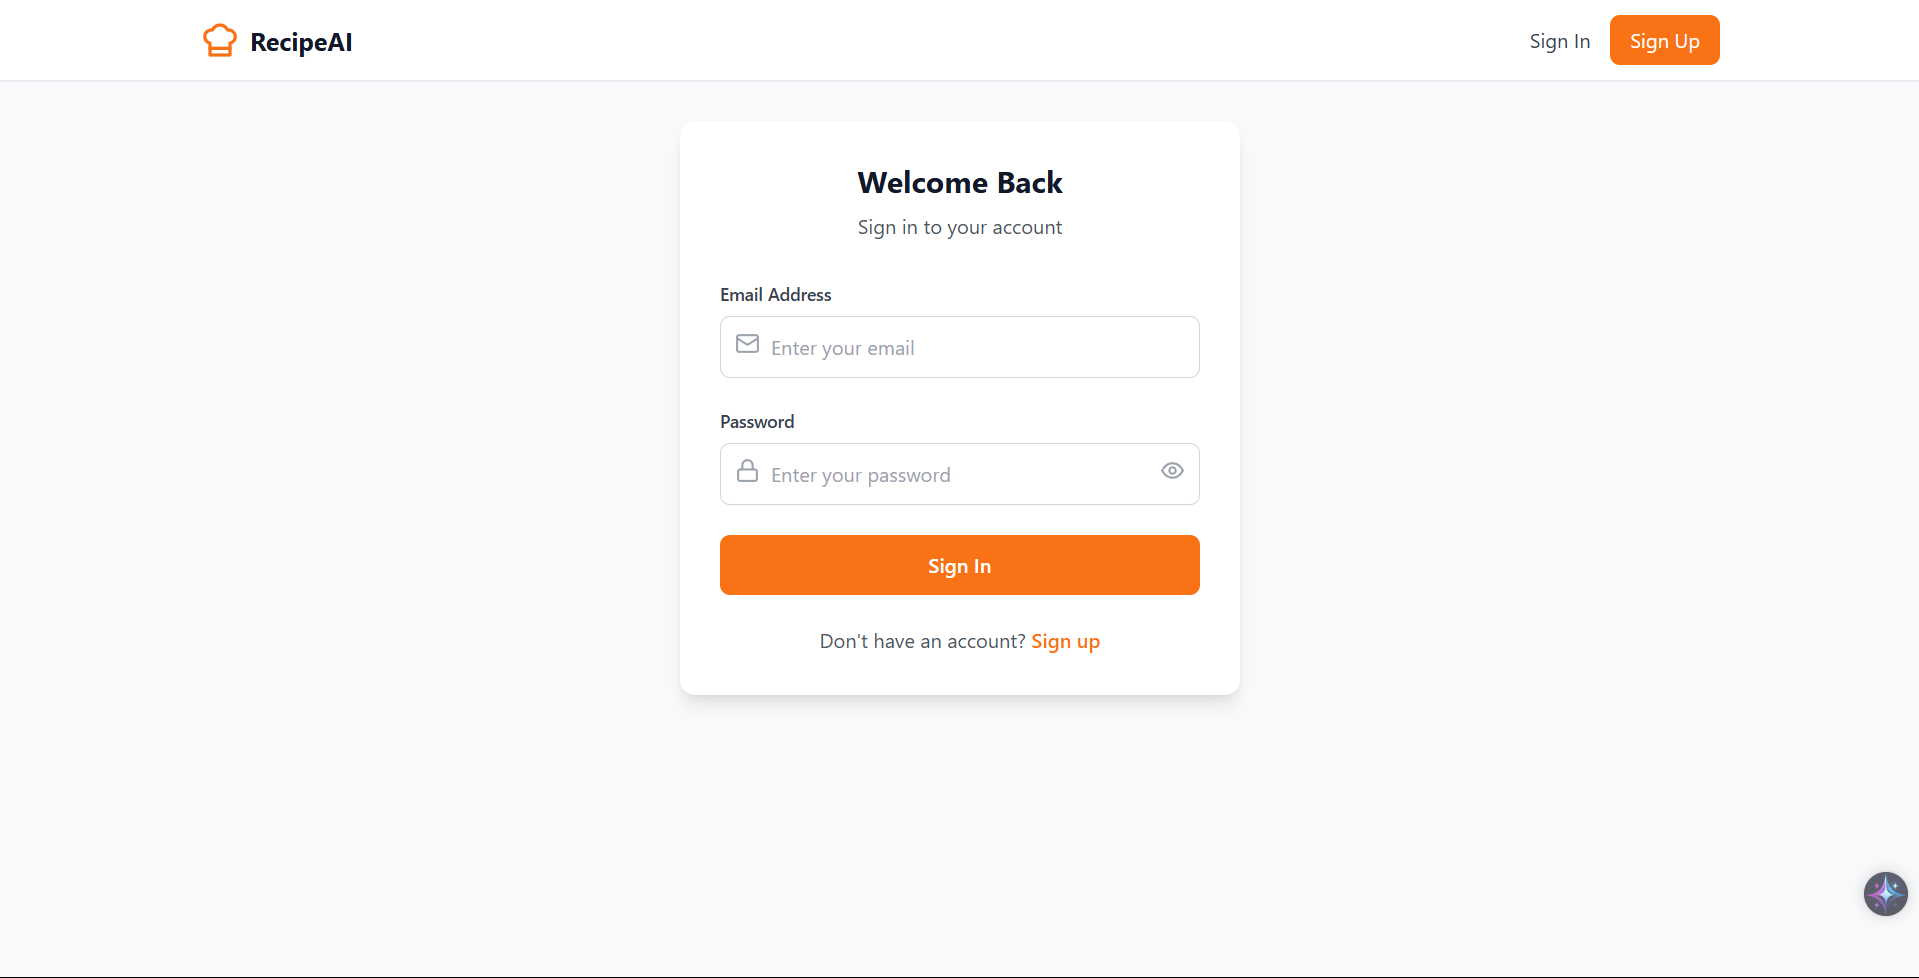 RecipeAI
Sign In
Sign Up
Welcome Back
Sign in to your account
Email Address
Enter your email
Password
Enter your password
Sign In
Don't have an account? Sign up